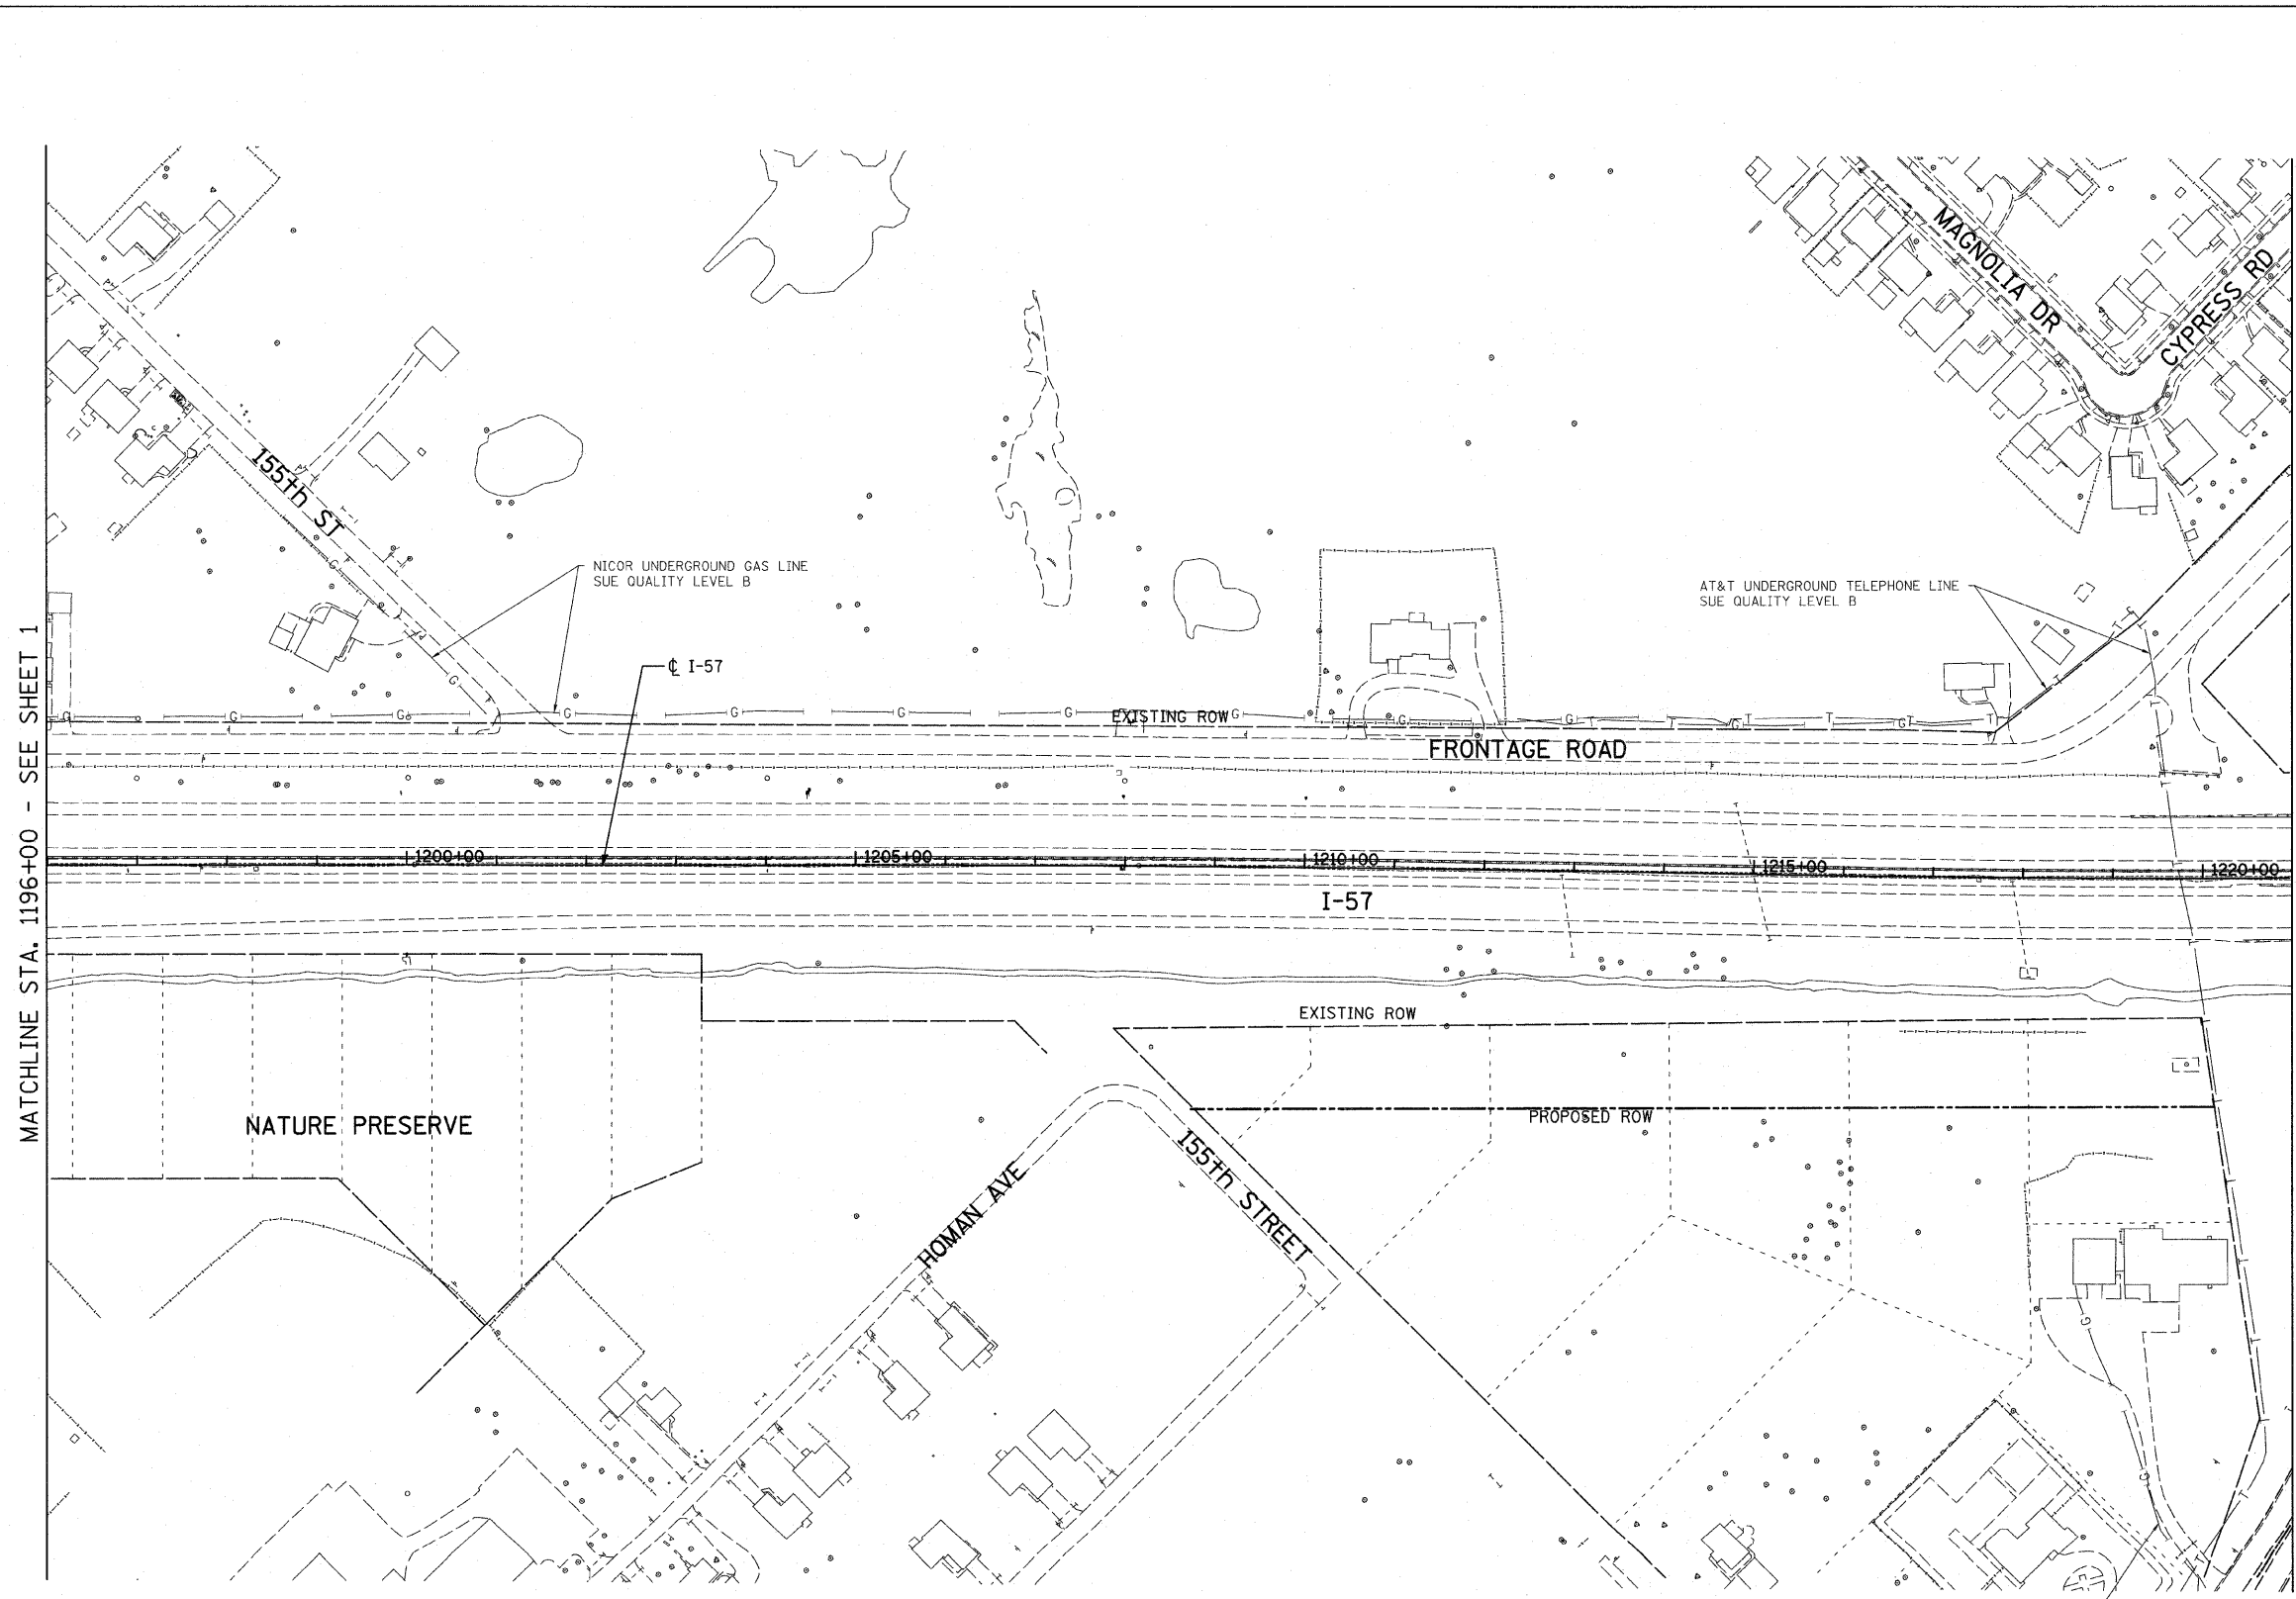 MAGNOLIA DR
CYPRESS RD
155th ST
NICOR UNDERGROUND GAS LINE
SUE QUALITY LEVEL B
AT&T UNDERGROUND TELEPHONE LINE
SUE QUALITY LEVEL B
℄ I-57
MATCHLINE STA. 1196+00 - SEE SHEET 1
G G G G G G G G G G G T T T T T T
EXISTING ROW
FRONTAGE ROAD
1200+00
1205+00
1210+00
1215+00
1220+00
I-57
EXISTING ROW
NATURE PRESERVE
PROPOSED ROW
HOMAN AVE
155th STREET
G
G